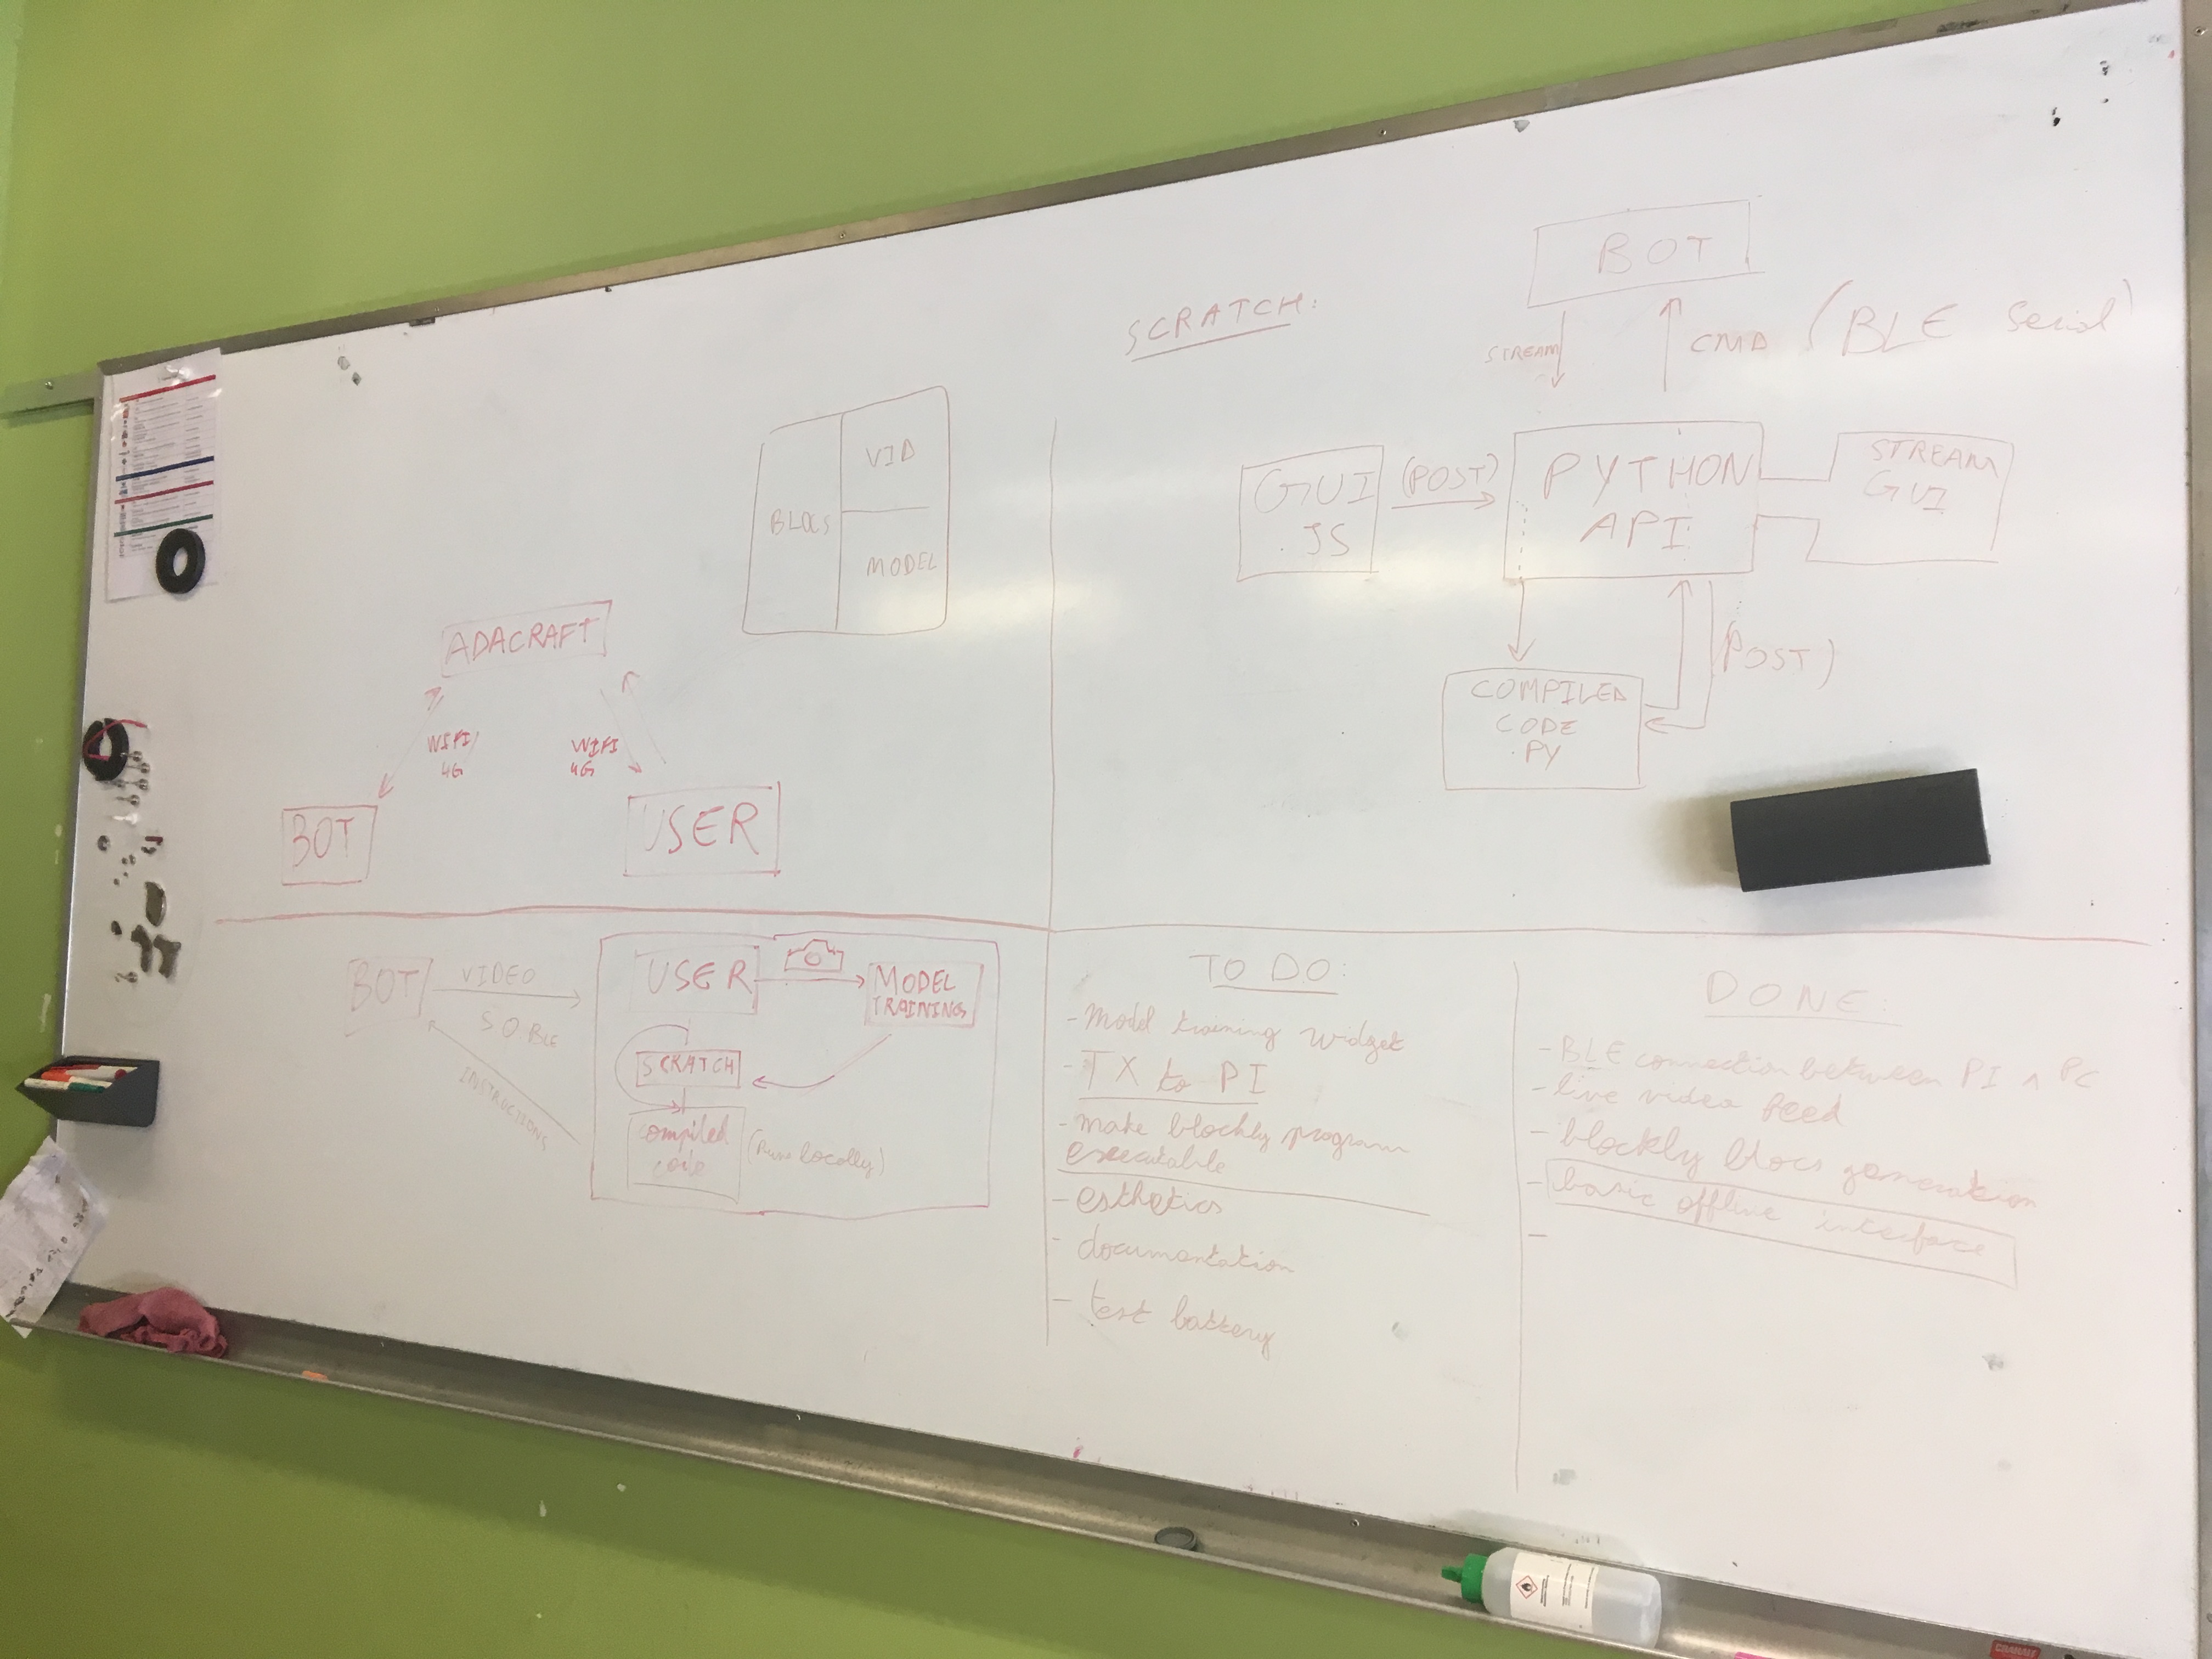 VID
BLOCS
MODEL
ADACRAFT
WIFI/
4G
WIFI
4G
BOT
USER
SCRATCH:
BOT
STREAM
CMD (BLE Serial)
GUI
.JS
(POST)
PYTHON
API
STREAM
GUI
(POST)
COMPILED
CODE
.PY
BOT
VIDEO
INSTRUCTIONS
USER
MODEL
TRAININGS
SCRATCH
compiled
code
(Runs locally)
TO DO:
- Model training widget
- TX to PI
- make blockly program
executable
- esthetics
- documentation
- test battery
DONE:
- BLE connection between PI ^ PC
- live video feed
- blockly blocs generation
- basic offline interface
-